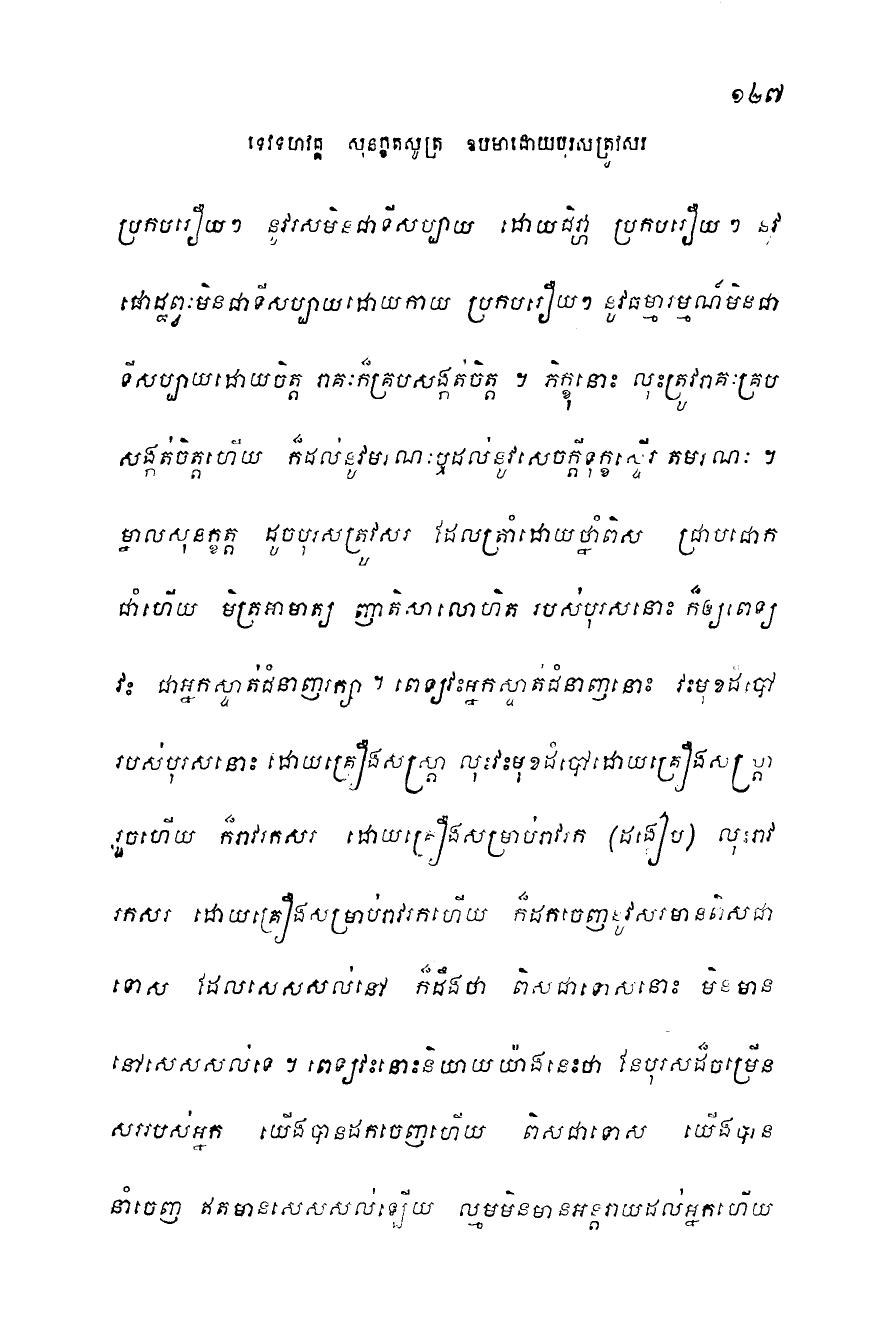 ១២៧
ទេវទហវគ្គ សុនក្ខត្តសូត្រ ឧបមាដោយបុរសត្រូវសរ
ប្រកបរឿយៗ នូវរសមិនជាទីសប្បាយ ដោយជិវ្ហា ប្រកបរឿយៗ នូវ
ផោដ្ឋព្វៈមិនជាទីសប្បាយដោយកាយ ប្រកបរឿយៗ នូវធម្មារម្មណ៍មិនជា
ទីសប្បាយដោយចិត្ត រាគៈក៏គ្របសង្កត់ចិត្ត ។ ភិក្ខុនោះ លុះត្រូវរាគៈគ្រប
សង្កត់ចិត្តហើយ ក៏ដល់នូវមរណៈឬដល់នូវសេចក្តីទុក្ខស្ទើរ តមរណៈ ។
ម្នាលសុនក្ខត្ត ដូចបុរសត្រូវសរ ដែលត្រាំដោយថ្នាំពិស ជ្រាបជោក
ជាំហើយ មិត្រអាមាត្យ ញាតិសាលោហិត របស់បុរសនោះ ក៏ឲ្យពេទ្យ
វះ ជាអ្នកស្ទាត់ជំនាញរក្សា ។ ពេទ្យវះអ្នកស្ទាត់ជំនាញនោះ វះមុខដំបៅ
របស់បុរសនោះ ដោយគ្រឿងសស្ត្រា លុះវះមុខដំបៅដោយគ្រឿងសស្ត្រា
រួចហើយ ក៏រាវរកសរ ដោយគ្រឿងសម្រាប់រាវរក (ដង្កៀប) លុះរាវ
រកសរ ដោយគ្រឿងសម្រាប់រាវរកហើយ ក៏ដកចេញនូវសរមានពិសជា
ទោស ដែលសេសសល់នៅ ក៏ដឹងថា ពិសជាទោសនោះ មិនមាន
នៅសេសសល់ទេ ។ ពេទ្យវះនោះនិយាយយ៉ាងនេះថា នែបុរសដ៏ចម្រើន
សររបស់អ្នក យើងបានដកចេញហើយ ពិសជាទោស យើងបាន
នាំចេញ ឥតមានសេសសល់ឡើយ ល្មមមិនមានអន្តរាយដល់អ្នកហើយ